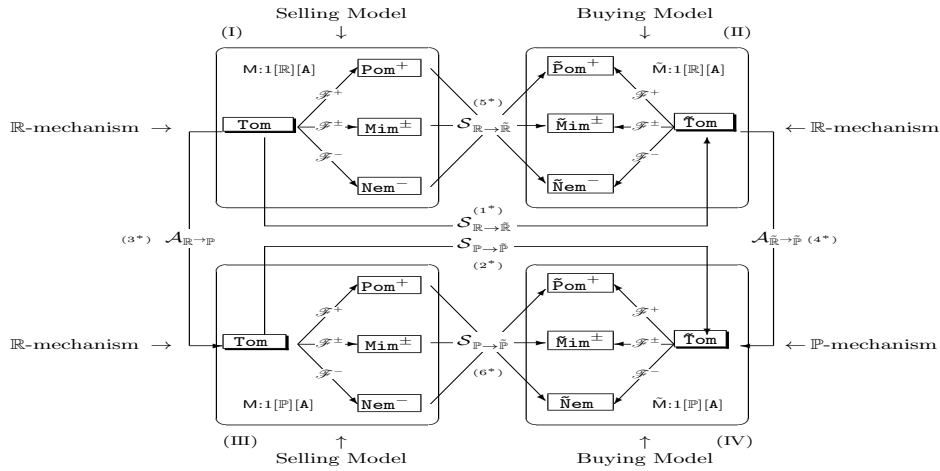 Selling Model Buying Model
(I) ↓ ↓ (II)
M:1[ℝ][A] Pom⁺ P̃om⁺ M̃:1[ℝ][A]
ℱ⁺ (5*) ℱ⁺
ℝ-mechanism → Tom ℱ^± Mim^± 𝒮_{ℝ→ℝ̃} M̃im^± ℱ^± T̃om ← ℝ-mechanism
ℱ⁻ ℱ⁻
Nem⁻ Ñem⁻
(1*)
𝒮_{ℝ→ℝ̃}
(3*) 𝒜_{ℝ→ℙ} 𝒜_{ℝ̃→ℙ̃} (4*)
𝒮_{ℙ→ℙ̃}
(2*)
Pom⁺ P̃om⁺
ℱ⁺ ℱ⁺
ℝ-mechanism → Tom ℱ^± Mim^± 𝒮_{ℙ→ℙ̃} M̃im^± ℱ^± T̃om ← ℙ-mechanism
ℱ⁻ (6*) ℱ⁻
M:1[ℙ][A] Nem⁻ Ñem M̃:1[ℙ][A]
(III) ↑ ↑ (IV)
Selling Model Buying Model